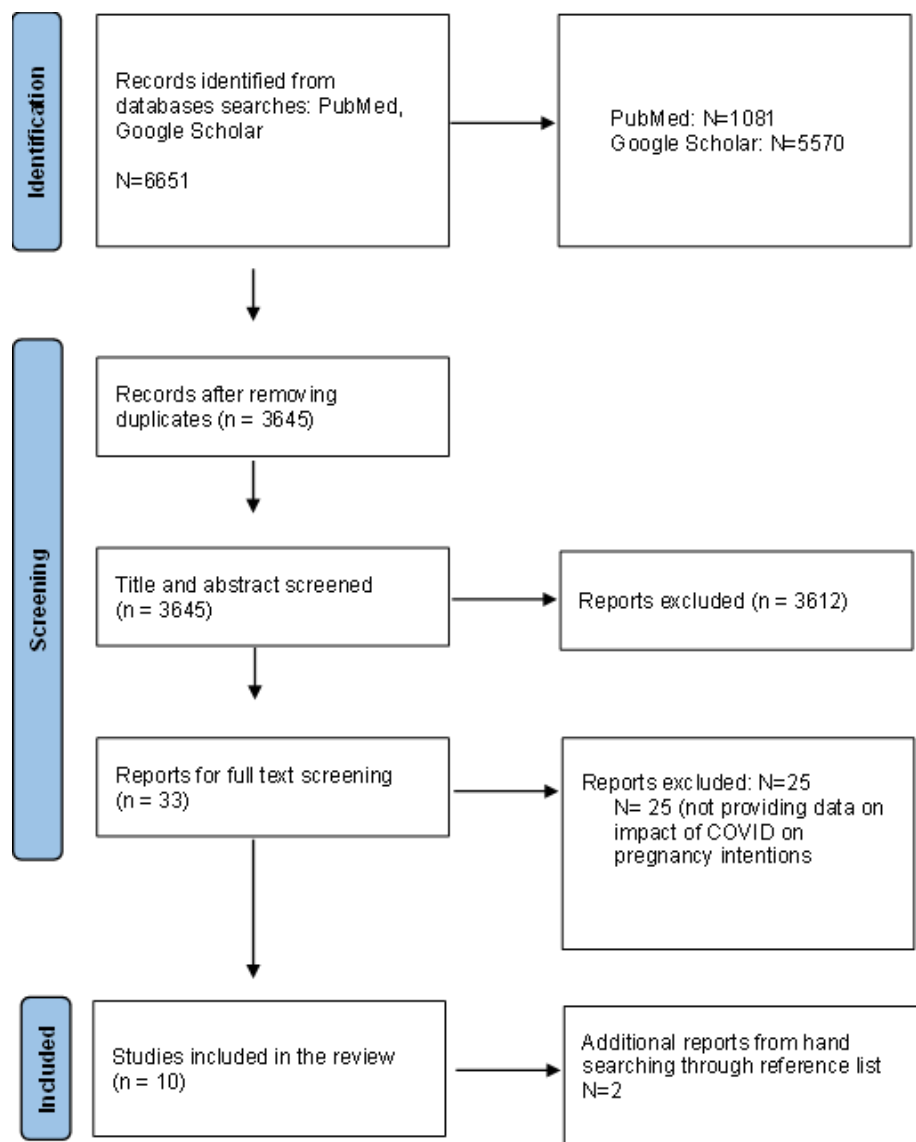 Identification
Records identified from
databases searches: PubMed,
Google Scholar
N=6651
PubMed: N=1081
Google Scholar: N=5570
Screening
Records after removing
duplicates (n = 3645)
Title and abstract screened
(n = 3645)
Reports excluded (n = 3612)
Reports for full text screening
(n = 33)
Reports excluded: N=25
N= 25 (not providing data on
impact of COVID on
pregnancy intentions
Included
Studies included in the review
(n = 10)
Additional reports from hand
searching through reference list
N=2